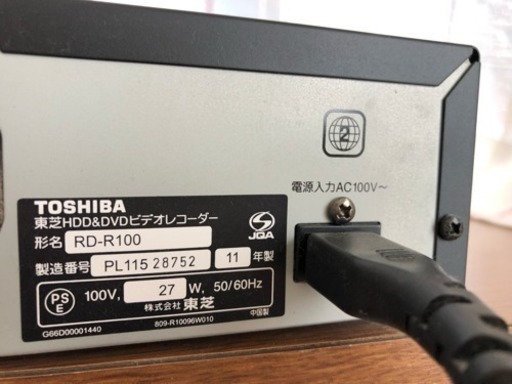 2
電源入力AC100V～
TOSHIBA
東芝HDD&DVDビデオレコーダー
形名 RD-R100
製造番号 PL115 28752 11 年製
JQA
PS E 100V, 27 W, 50/60Hz
株式会社 東芝
G66D00001440 809-R10096W010 中国製